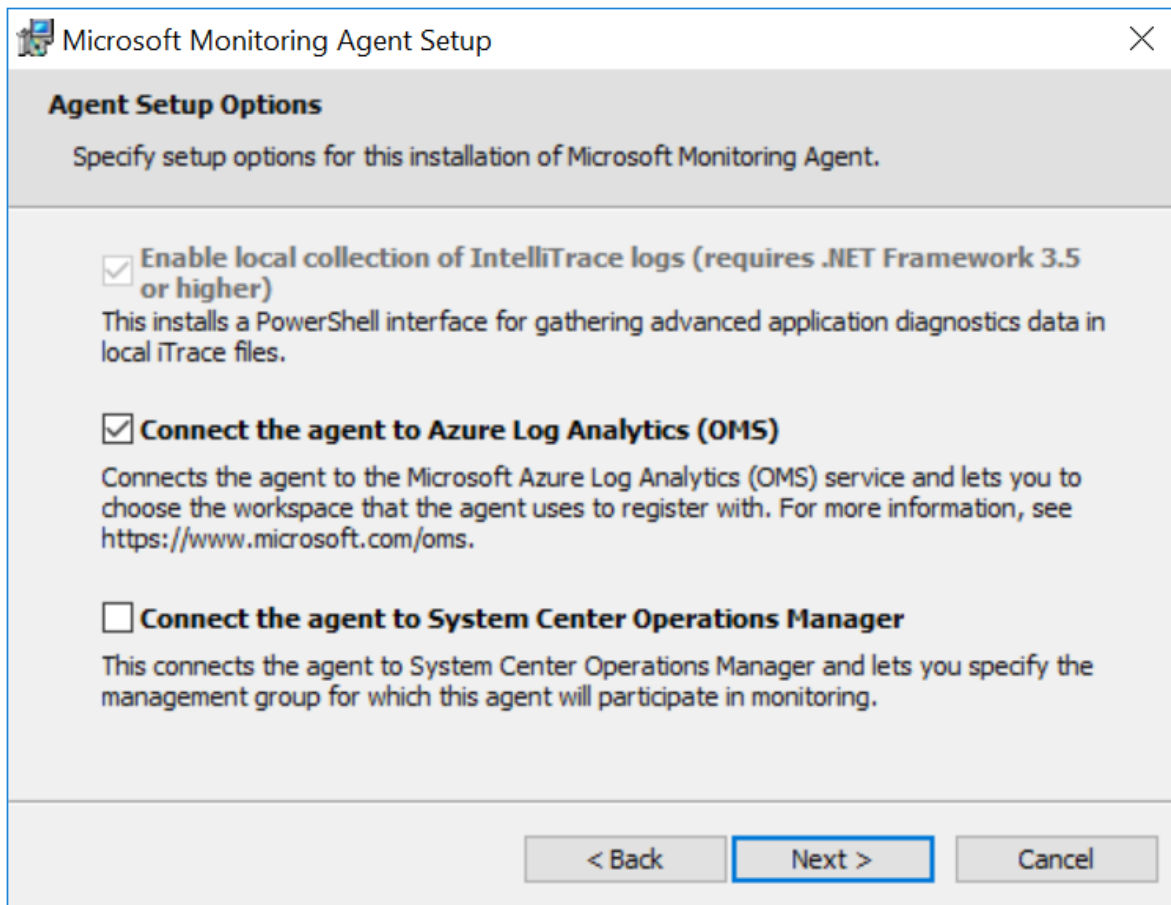 Microsoft Monitoring Agent Setup
Agent Setup Options
Specify setup options for this installation of Microsoft Monitoring Agent.
Enable local collection of IntelliTrace logs (requires .NET Framework 3.5
or higher)
This installs a PowerShell interface for gathering advanced application diagnostics data in
local iTrace files.
Connect the agent to Azure Log Analytics (OMS)
Connects the agent to the Microsoft Azure Log Analytics (OMS) service and lets you to
choose the workspace that the agent uses to register with. For more information, see
https://www.microsoft.com/oms.
Connect the agent to System Center Operations Manager
This connects the agent to System Center Operations Manager and lets you specify the
management group for which this agent will participate in monitoring.
< Back Next > Cancel